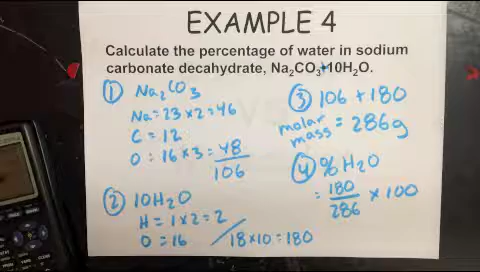 EXAMPLE 4
Calculate the percentage of water in sodium
carbonate decahydrate, Na₂CO₃•10H₂O.
① Na₂CO₃
Na = 23 × 2 = 46
C = 12
O = 16 × 3 = 48
106
② 10H₂O
H = 1 × 2 = 2
O = 16
18 × 10 = 180
③ 106 + 180
molar mass = 286g
④ % H₂O
= 180/286 × 100